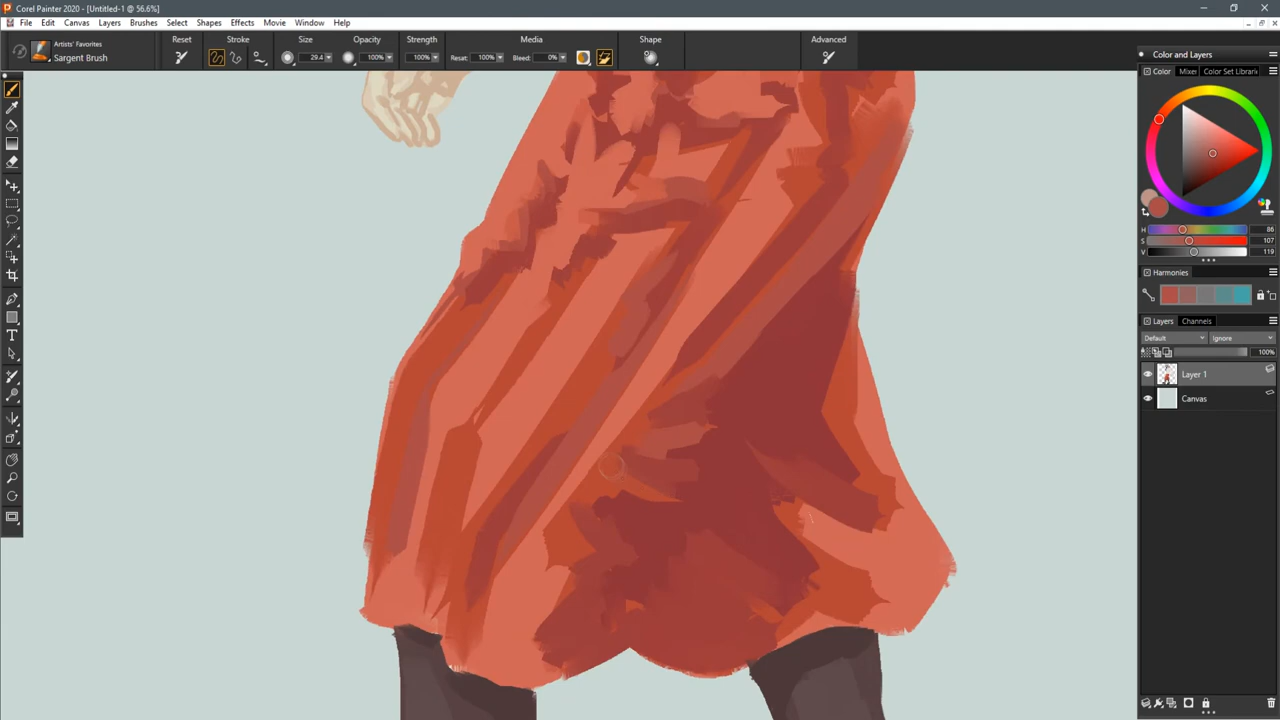 Corel Painter 2020 - [Untitled-1 @ 56.6%]
File Edit Canvas Layers Brushes Select Shapes Effects Movie Window Help
Artists' Favorites
Sargent Brush
Reset Stroke Size Opacity Strength Media Shape Advanced
29.4 100% 100% Resat: 100% Bleed: 0%
Color and Layers
Color Mixer Color Set Librari
H 86
S 107
V 119
Harmonies
Layers Channels
Default Ignore
100%
Layer 1
Canvas
T